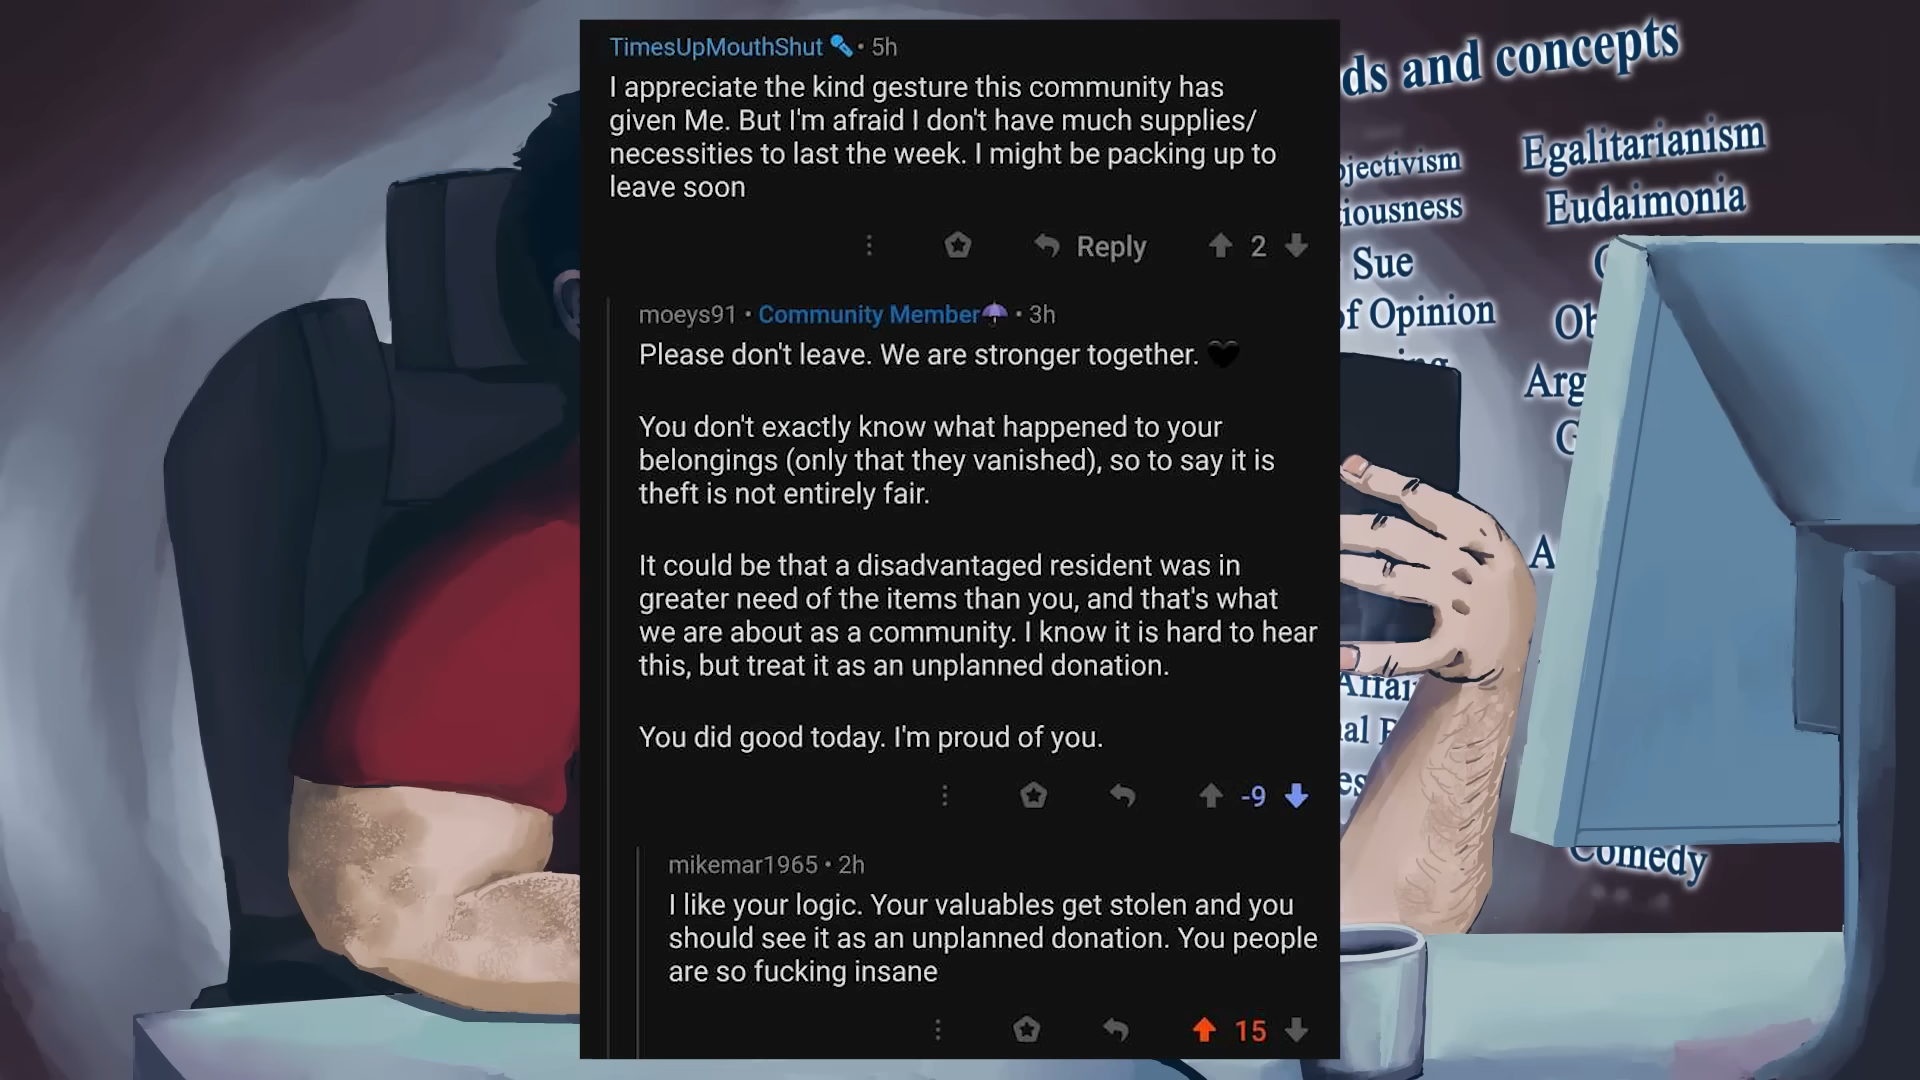 TimesUpMouthShut • 5h
I appreciate the kind gesture this community has
given Me. But I'm afraid I don't have much supplies/
necessities to last the week. I might be packing up to
leave soon
Reply 2
moeys91 • Community Member • 3h
Please don't leave. We are stronger together. 🖤
You don't exactly know what happened to your
belongings (only that they vanished), so to say it is
theft is not entirely fair.
It could be that a disadvantaged resident was in
greater need of the items than you, and that's what
we are about as a community. I know it is hard to hear
this, but treat it as an unplanned donation.
You did good today. I'm proud of you.
-9
mikemar1965 • 2h
I like your logic. Your valuables get stolen and you
should see it as an unplanned donation. You people
are so fucking insane
15
ds and concepts
jectivism
iousness
Sue
of Opinion
ing
Affai
Egalitarianism
Eudaimonia
Ob
Arg
G
A
Comedy